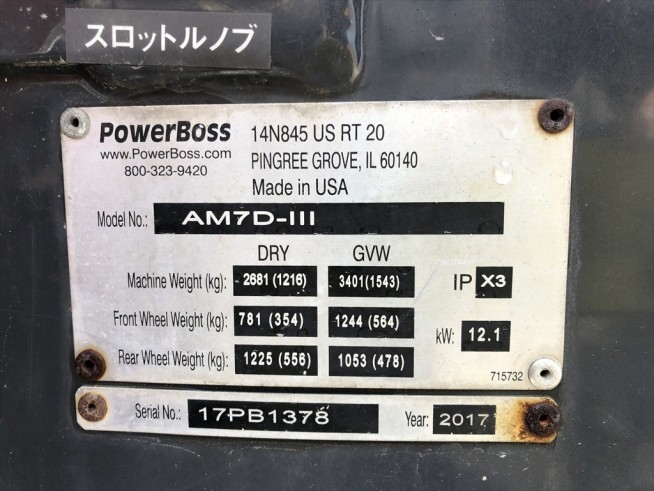 スロットルノブ
PowerBoss
www.PowerBoss.com
800-323-9420
14N845 US RT 20
PINGREE GROVE, IL 60140
Made in USA
Model No.: AM7D-III
DRY GVW
Machine Weight (kg): 2681 (1216) 3401(1543) IP X3
Front Wheel Weight (kg): 781 (354) 1244 (564) kW: 12.1
Rear Wheel Weight (kg): 1225 (556) 1053 (478)
715732
Serial No.: 17PB1378 Year: 2017